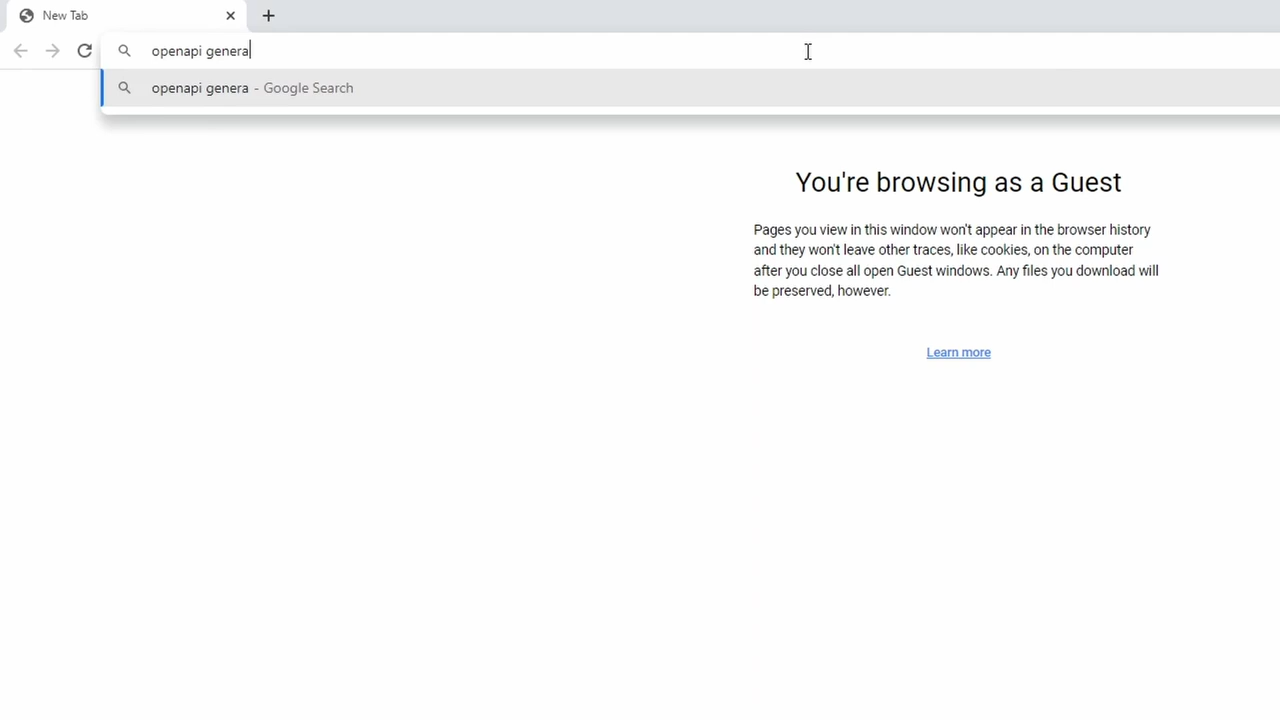 New Tab
openapi genera
openapi genera - Google Search
You're browsing as a Guest
Pages you view in this window won't appear in the browser history
and they won't leave other traces, like cookies, on the computer
after you close all open Guest windows. Any files you download will
be preserved, however.
Learn more